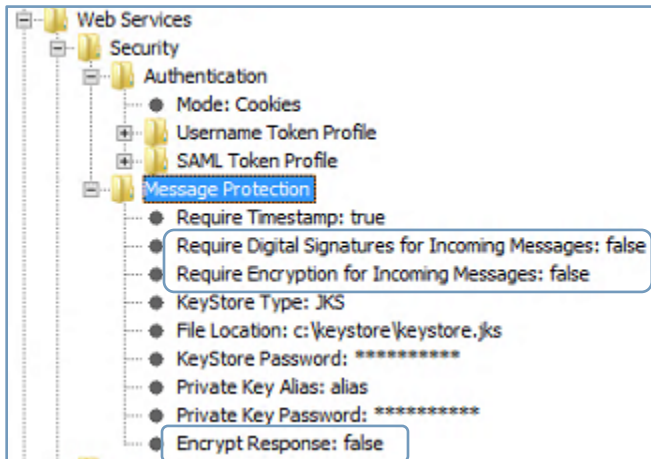 Web Services
Security
Authentication
Mode: Cookies
Username Token Profile
SAML Token Profile
Message Protection
Require Timestamp: true
Require Digital Signatures for Incoming Messages: false
Require Encryption for Incoming Messages: false
KeyStore Type: JKS
File Location: c:\keystore\keystore.jks
KeyStore Password: **********
Private Key Alias: alias
Private Key Password: **********
Encrypt Response: false